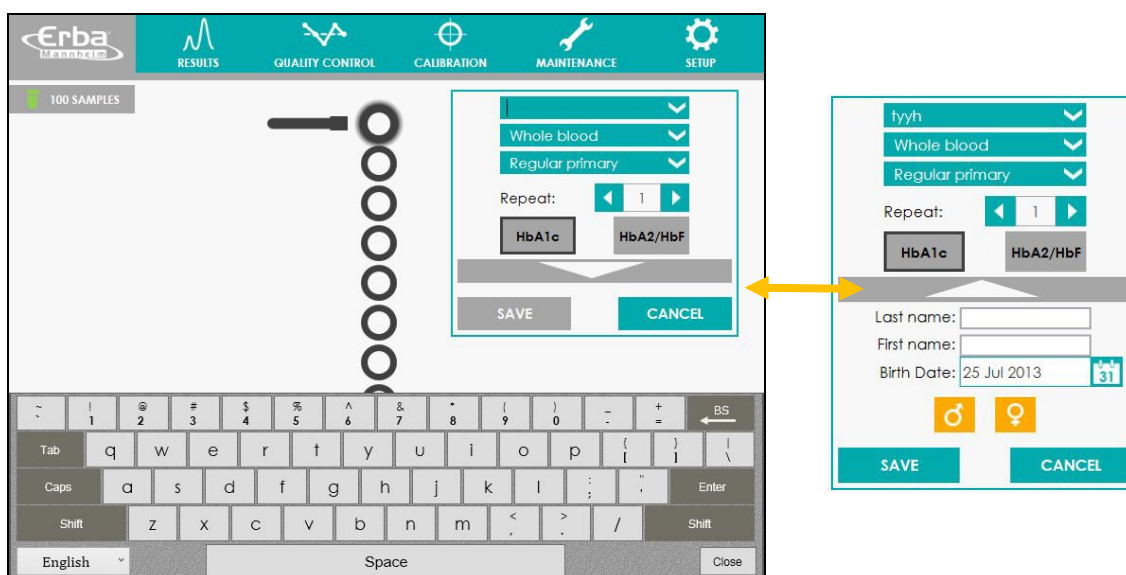 Erba
Mannheim
RESULTS
QUALITY CONTROL
CALIBRATION
MAINTENANCE
SETUP
100 SAMPLES
Whole blood
Regular primary
Repeat:
1
HbA1c
HbA2/HbF
SAVE
CANCEL
tyyh
Whole blood
Regular primary
Repeat:
1
HbA1c
HbA2/HbF
Last name:
First name:
Birth Date: 25 Jul 2013
31
♂ ♀
SAVE
CANCEL
~ ! @ # $ % ^ & * ( ) _ +
` 1 2 3 4 5 6 7 8 9 0 - = BS
Tab q w e r t y u i o p { [ } ] | \
Caps a s d f g h j k l : ; " ' Enter
Shift z x c v b n m < , > . / Shift
English Space Close